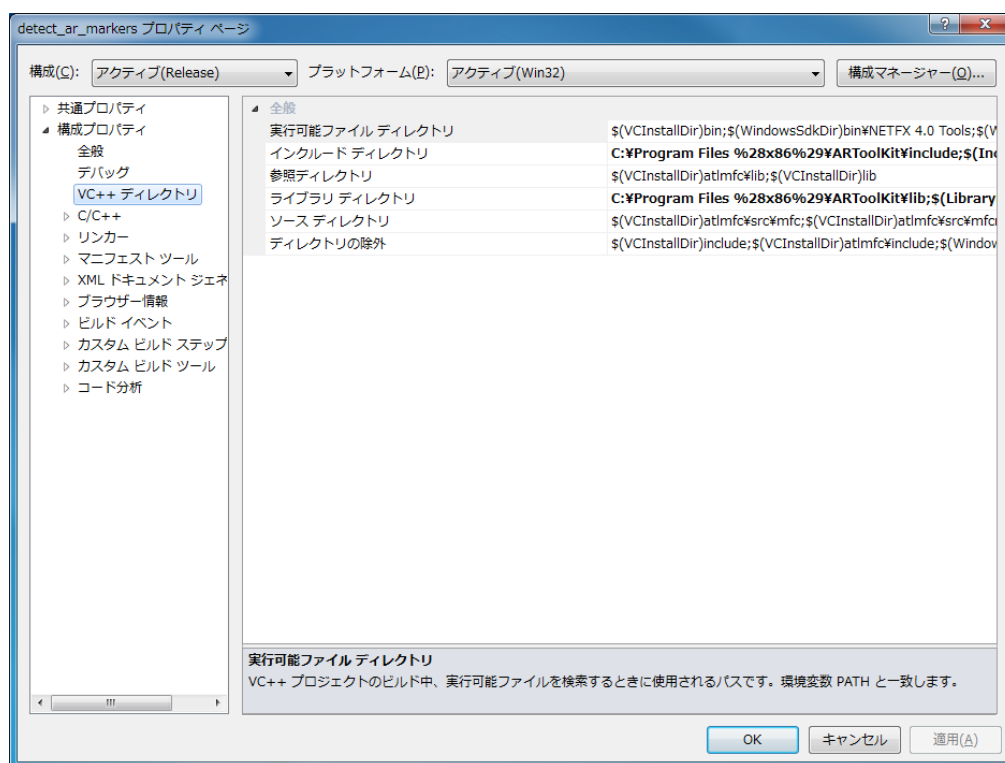 detect_ar_markers プロパティ ページ
構成(C): アクティブ(Release) プラットフォーム(P): アクティブ(Win32) 構成マネージャー(O)...
共通プロパティ
構成プロパティ
全般
デバッグ
VC++ ディレクトリ
C/C++
リンカー
マニフェスト ツール
XML ドキュメント ジェネ
ブラウザー情報
ビルド イベント
カスタム ビルド ステップ
カスタム ビルド ツール
コード分析
全般
実行可能ファイル ディレクトリ $(VCInstallDir)bin;$(WindowsSdkDir)bin¥NETFX 4.0 Tools;$(W
インクルード ディレクトリ C:¥Program Files %28x86%29¥ARToolKit¥include;$(In
参照ディレクトリ $(VCInstallDir)atlmfc¥lib;$(VCInstallDir)lib
ライブラリ ディレクトリ C:¥Program Files %28x86%29¥ARToolKit¥lib;$(Library
ソース ディレクトリ $(VCInstallDir)atlmfc¥src¥mfc;$(VCInstallDir)atlmfc¥src¥mfc
ディレクトリの除外 $(VCInstallDir)include;$(VCInstallDir)atlmfc¥include;$(Window
実行可能ファイル ディレクトリ
VC++ プロジェクトのビルド中、実行可能ファイルを検索するときに使用されるパスです。環境変数 PATH と一致します。
OK キャンセル 適用(A)